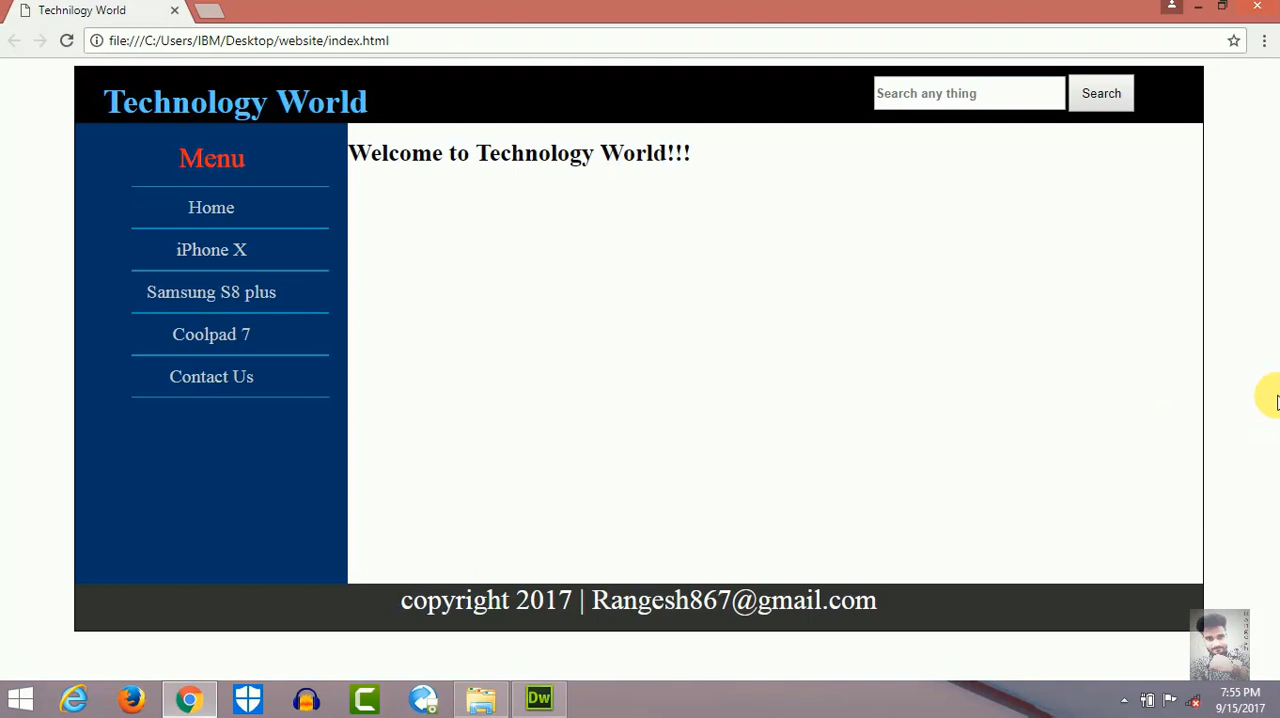 Technilogy World
file:///C:/Users/IBM/Desktop/website/index.html
Technology World
Search any thing
Search
Menu
Welcome to Technology World!!!
Home
iPhone X
Samsung S8 plus
Coolpad 7
Contact Us
copyright 2017 | Rangesh867@gmail.com
Dw
7:55 PM
9/15/2017